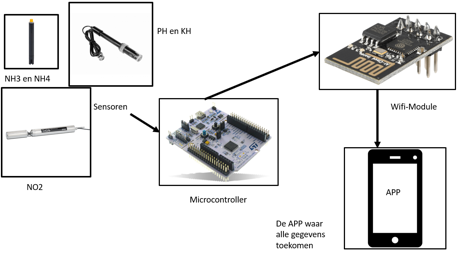 PH en KH
NH3 en NH4
Sensoren
Wifi-Module
NO2
Microcontroller
APP
De APP waar
alle gegevens
toekomen